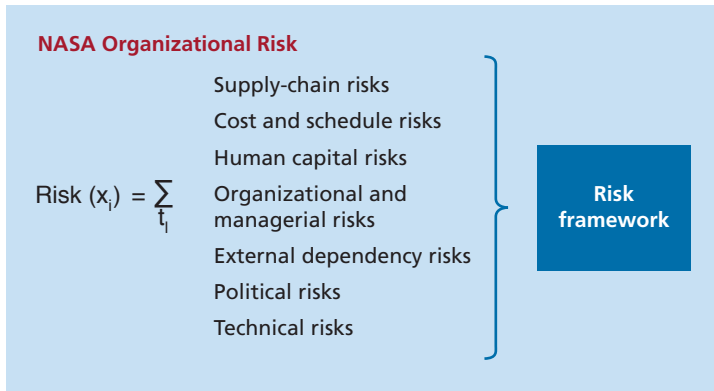 NASA Organizational Risk
Risk (xᵢ) = ∑
tₗ
Supply-chain risks
Cost and schedule risks
Human capital risks
Organizational and
managerial risks
External dependency risks
Political risks
Technical risks
Risk
framework